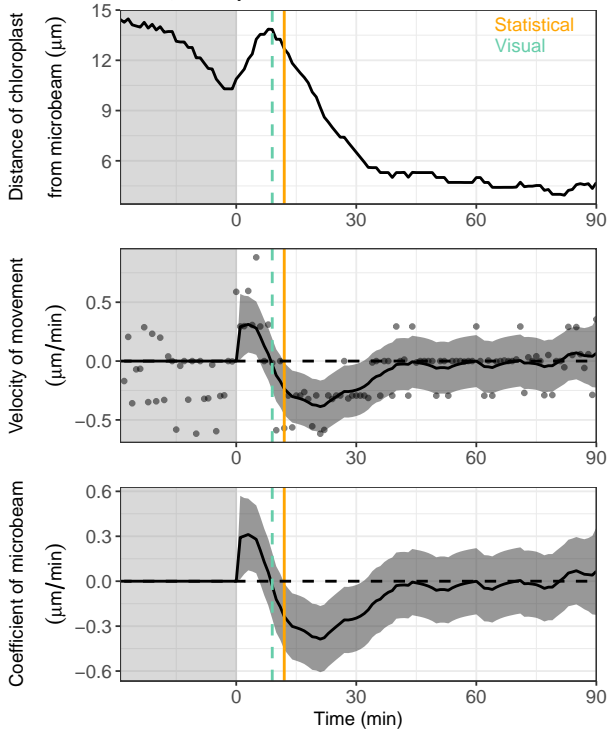 Statistical
Visual
Distance of chloroplast
from microbeam (μm)
15
12
9
6
0
30
60
90
Velocity of movement
(μm/min)
0.5
0.0
−0.5
0
30
60
90
Coefficient of microbeam
(μm/min)
0.6
0.3
0.0
−0.3
−0.6
0
30
60
90
Time (min)